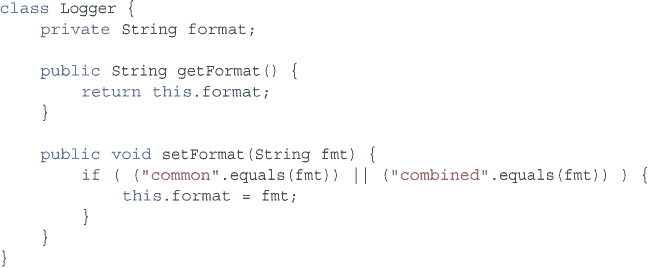 class Logger {
    private String format;

    public String getFormat() {
        return this.format;
    }

    public void setFormat(String fmt) {
        if ( ("common".equals(fmt)) || ("combined".equals(fmt)) ) {
            this.format = fmt;
        }
    }
}